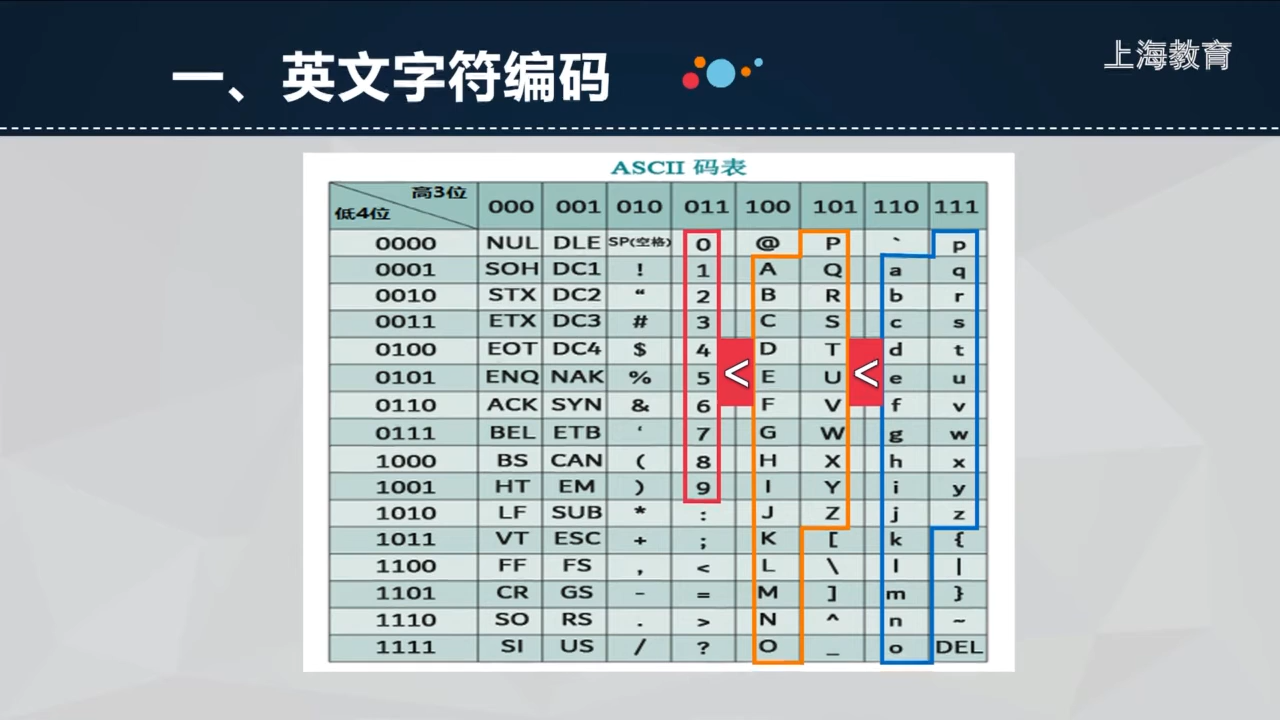 一、英文字符编码
上海教育
ASCII 码表
高3位 000 001 010 011 100 101 110 111
低4位
0000 NUL DLE SP(空格) 0 @ P ` p
0001 SOH DC1 ! 1 A Q a q
0010 STX DC2 “ 2 B R b r
0011 ETX DC3 # 3 C S c s
0100 EOT DC4 $ 4 D T d t
< <
0101 ENQ NAK % 5 E U e u
0110 ACK SYN & 6 F V f v
0111 BEL ETB ‘ 7 G W g w
1000 BS CAN ( 8 H X h x
1001 HT EM ) 9 I Y i y
1010 LF SUB * : J Z j z
1011 VT ESC + ; K [ k {
1100 FF FS , < L \ l |
1101 CR GS - = M ] m }
1110 SO RS . > N ^ n ~
1111 SI US / ? O _ o DEL